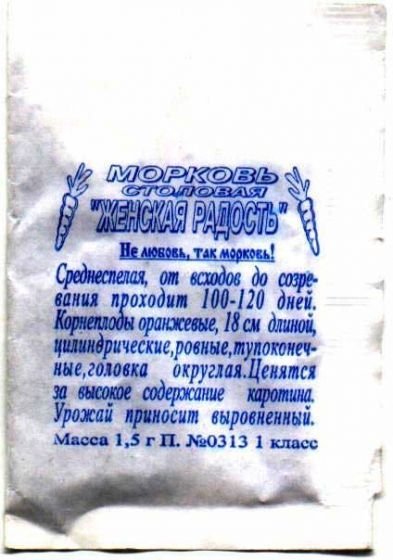 МОРКОВЬ
СТОЛОВАЯ
"ЖЕНСКАЯ РАДОСТЬ"
Не любовь, так морковь!
Среднеспелая, от всходов до созре-
вания проходит 100-120 дней.
Корнеплоды оранжевые, 18 см длиной,
цилиндрические,ровные,тупоконеч-
ные,головка округлая.Ценятся
за высокое содержание каротина.
Урожай приносит выровненный.
Масса 1,5 г П. №0313 1 класс